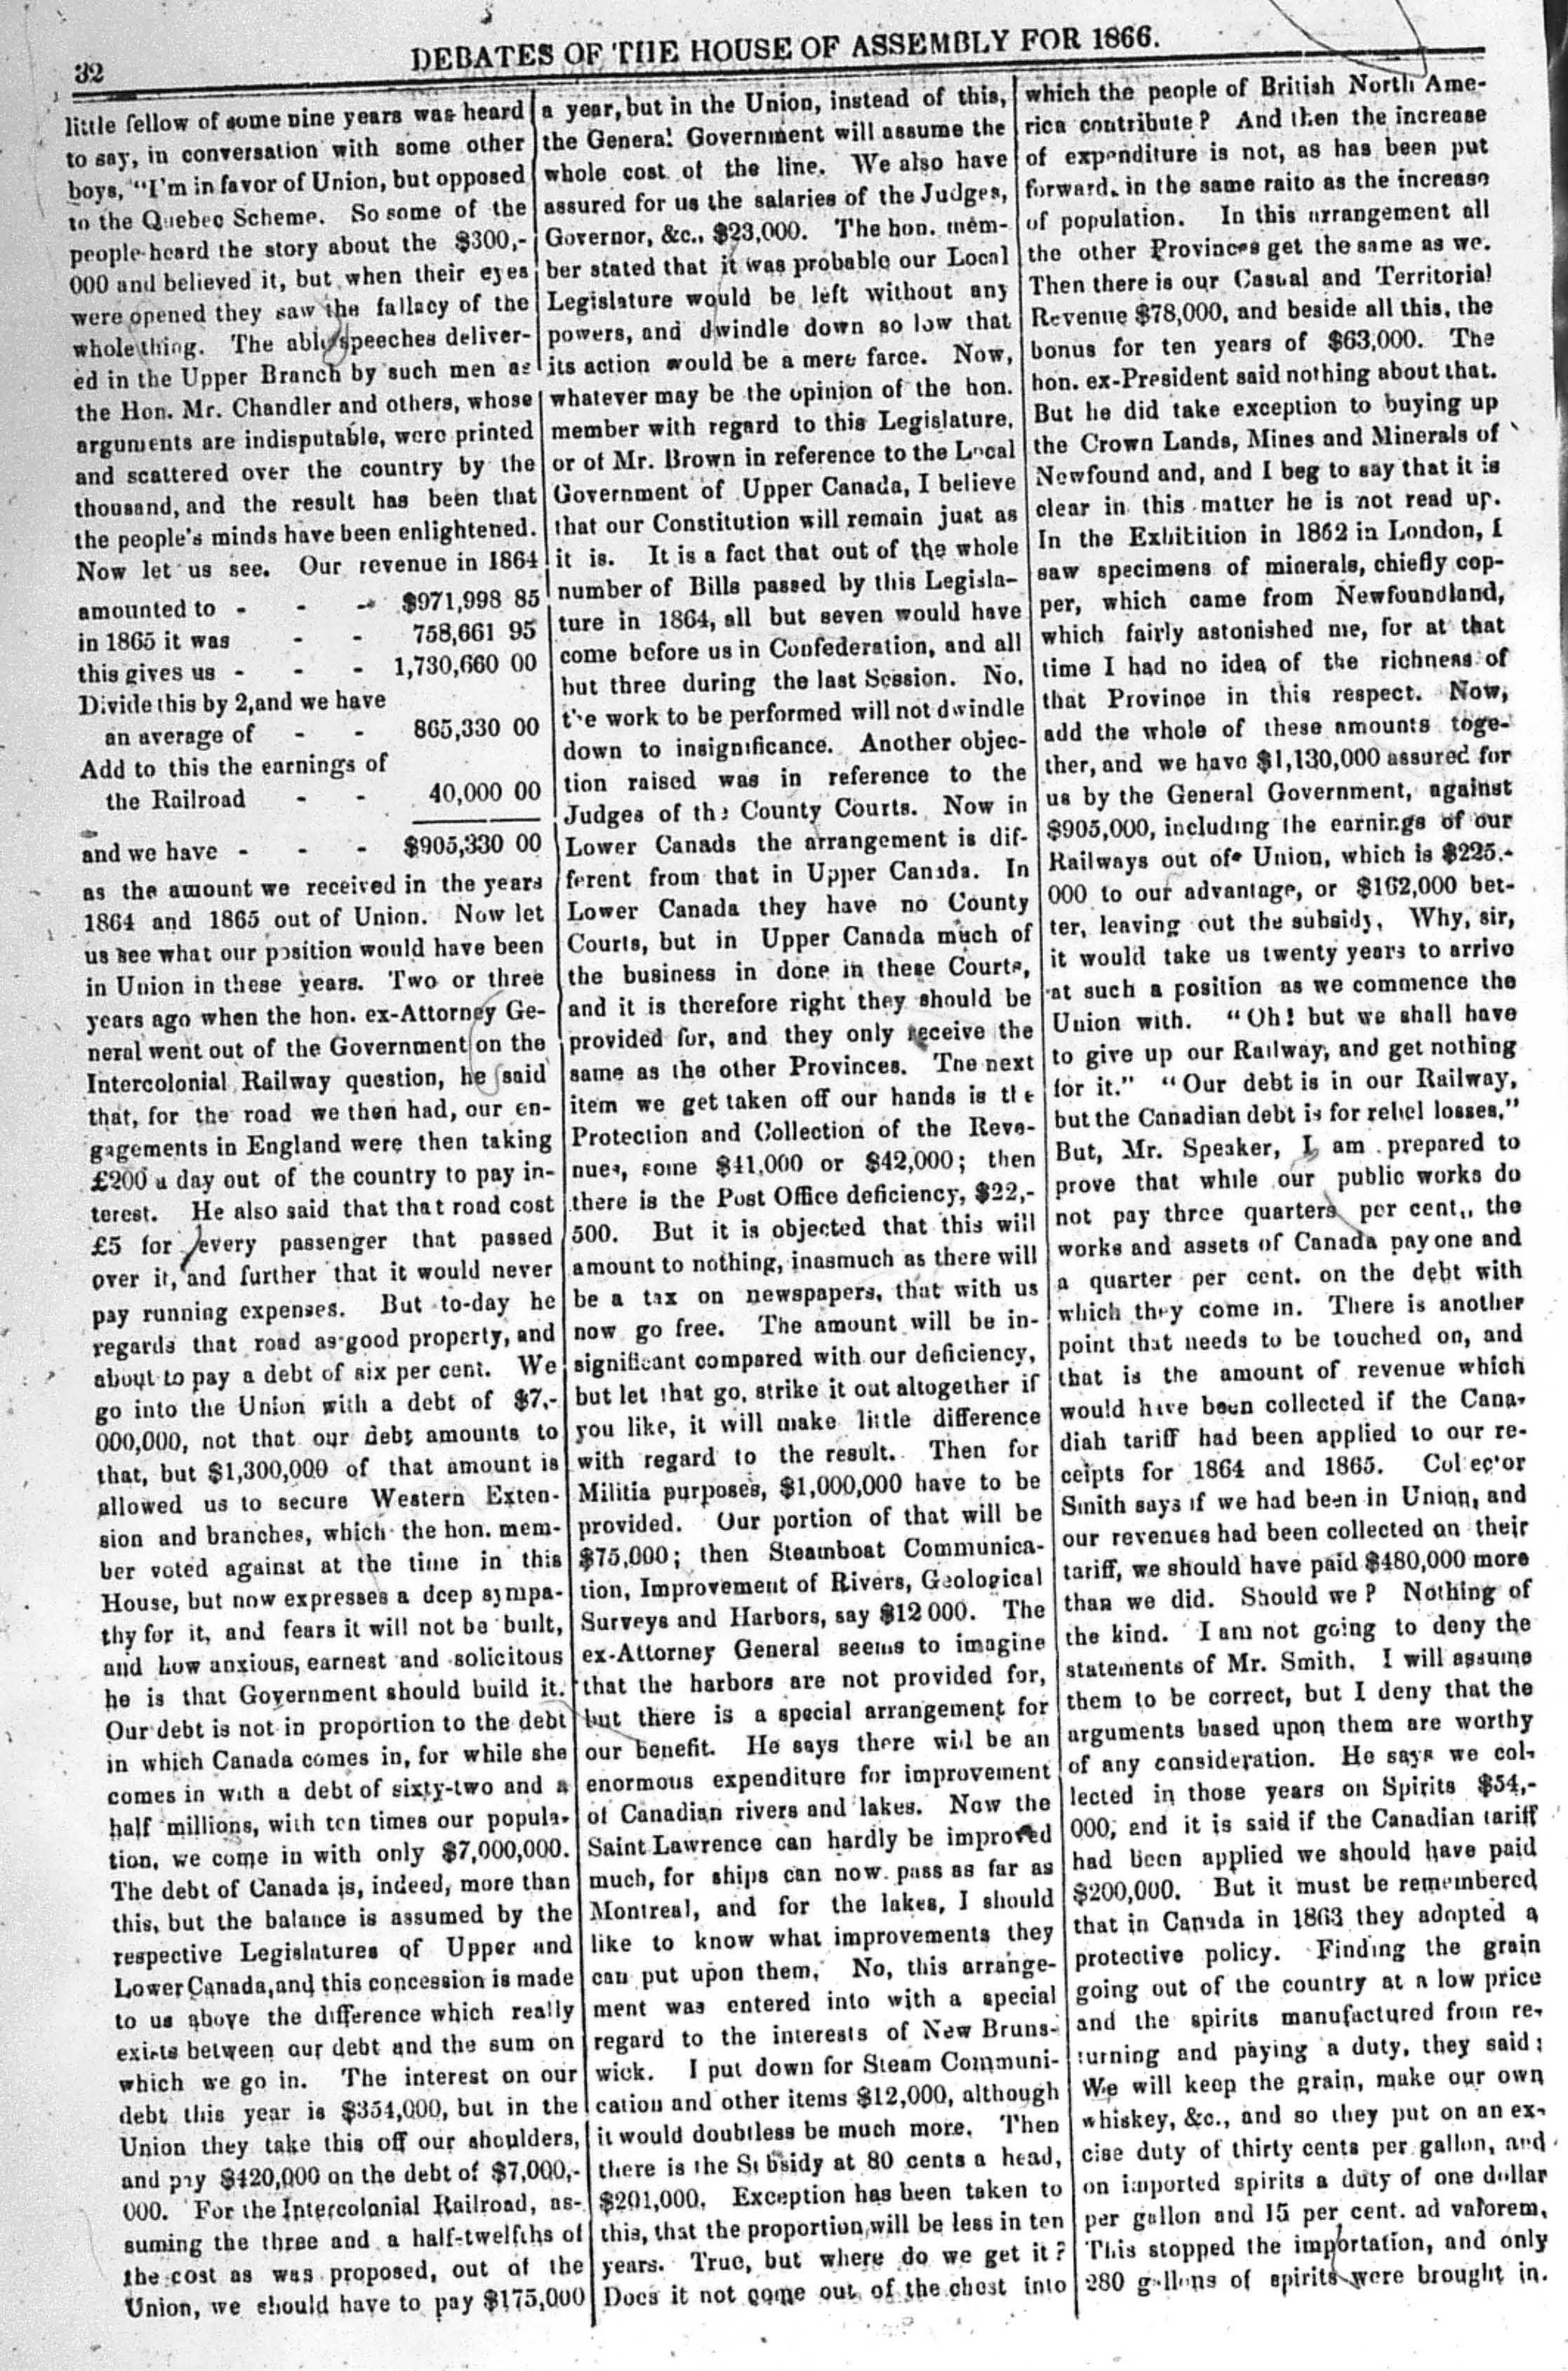 32
DEBATES OF THE HOUSE OF ASSEMBLY FOR 1866.
little fellow of some nine years was heard
to say, in conversation with some other
boys, "I'm in favor of Union, but opposed
to the Quebec Scheme. So some of the
people heard the story about the $300,-
000 and believed it, but when their eyes
were opened they saw the fallacy of the
whole thing. The able speeches deliver-
ed in the Upper Branch by such men as
the Hon. Mr. Chandler and others, whose
arguments are indisputable, were printed
and scattered over the country by the
thousand, and the result has been that
the people's minds have been enlightened.
Now let us see. Our revenue in 1864
amounted to - - - $971,998 85
in 1865 it was - - 758,661 95
this gives us - - - 1,730,660 00
Divide this by 2, and we have
an average of - - 865,330 00
Add to this the earnings of
the Railroad - - 40,000 00
and we have - - - $905,330 00
as the amount we received in the years
1864 and 1865 out of Union. Now let
us see what our position would have been
in Union in these years. Two or three
years ago when the hon. ex-Attorney Ge-
neral went out of the Government on the
Intercolonial Railway question, he said
that, for the road we then had, our en-
gagements in England were then taking
£200 a day out of the country to pay in-
terest. He also said that that road cost
£5 for every passenger that passed
over it, and further that it would never
pay running expenses. But to-day he
regards that road as good property, and
about to pay a debt of six per cent. We
go into the Union with a debt of $7,-
000,000, not that our debt amounts to
that, but $1,300,000 of that amount is
allowed us to secure Western Exten-
sion and branches, which the hon. mem-
ber voted against at the time in this
House, but now expresses a deep sympa-
thy for it, and fears it will not be built,
and how anxious, earnest and solicitous
he is that Government should build it.
Our debt is not in proportion to the debt
in which Canada comes in, for while she
comes in with a debt of sixty-two and a
half millions, with ten times our popula-
tion, we come in with only $7,000,000.
The debt of Canada is, indeed, more than
this, but the balance is assumed by the
respective Legislatures of Upper and
Lower Canada, and this concession is made
to us above the difference which really
exists between our debt and the sum on
which we go in. The interest on our
debt this year is $354,000, but in the
Union they take this off our shoulders,
and pay $420,000 on the debt of $7,000,-
000. For the Intercolonial Railroad, as-
suming the three and a half-twelfths of
the cost as was proposed, out of the
Union, we should have to pay $175,000
a year, but in the Union, instead of this,
the General Government will assume the
whole cost of the line. We also have
assured for us the salaries of the Judges,
Governor, &c., $23,000. The hon. mem-
ber stated that it was probable our Local
Legislature would be left without any
powers, and dwindle down so low that
its action would be a mere farce. Now,
whatever may be the opinion of the hon.
member with regard to this Legislature,
or of Mr. Brown in reference to the Local
Government of Upper Canada, I believe
that our Constitution will remain just as
it is. It is a fact that out of the whole
number of Bills passed by this Legisla-
ture in 1864, all but seven would have
come before us in Confederation, and all
but three during the last Session. No,
the work to be performed will not dwindle
down to insignificance. Another objec-
tion raised was in reference to the
Judges of the County Courts. Now in
Lower Canada the arrangement is dif-
ferent from that in Upper Canada. In
Lower Canada they have no County
Courts, but in Upper Canada much of
the business in done in these Courts,
and it is therefore right they should be
provided for, and they only receive the
same as the other Provinces. The next
item we get taken off our hands is the
Protection and Collection of the Reve-
nues, some $41,000 or $42,000; then
there is the Post Office deficiency, $22,-
500. But it is objected that this will
amount to nothing, inasmuch as there will
be a tax on newspapers, that with us
now go free. The amount will be in-
significant compared with our deficiency,
but let that go, strike it out altogether if
you like, it will make little difference
with regard to the result. Then for
Militia purposes, $1,000,000 have to be
provided. Our portion of that will be
$75,000; then Steamboat Communica-
tion, Improvement of Rivers, Geological
Surveys and Harbors, say $12 000. The
ex-Attorney General seems to imagine
that the harbors are not provided for,
but there is a special arrangement for
our benefit. He says there will be an
enormous expenditure for improvement
of Canadian rivers and lakes. Now the
Saint Lawrence can hardly be improved
much, for ships can now pass as far as
Montreal, and for the lakes, I should
like to know what improvements they
can put upon them. No, this arrange-
ment was entered into with a special
regard to the interests of New Bruns-
wick. I put down for Steam Communi-
cation and other items $12,000, although
it would doubtless be much more. Then
there is the Subsidy at 80 cents a head,
$201,000. Exception has been taken to
this, that the proportion will be less in ten
years. True, but where do we get it?
Does it not come out of the chest into
which the people of British North Ame-
rica contribute? And then the increase
of expenditure is not, as has been put
forward, in the same raito as the increase
of population. In this arrangement all
the other Provinces get the same as we.
Then there is our Casual and Territorial
Revenue $78,000, and beside all this, the
bonus for ten years of $63,000. The
hon. ex-President said nothing about that.
But he did take exception to buying up
the Crown Lands, Mines and Minerals of
Newfound and, and I beg to say that it is
clear in this matter he is not read up.
In the Exhibition in 1862 in London, I
saw specimens of minerals, chiefly cop-
per, which came from Newfoundland,
which fairly astonished me, for at that
time I had no idea of the richness of
that Province in this respect. Now,
add the whole of these amounts toge-
ther, and we have $1,130,000 assured for
us by the General Government, against
$905,000, including the earnings of our
Railways out of Union, which is $225,-
000 to our advantage, or $162,000 bet-
ter, leaving out the subsidy. Why, sir,
it would take us twenty years to arrive
at such a position as we commence the
Union with. "Oh! but we shall have
to give up our Railway, and get nothing
for it." "Our debt is in our Railway,
but the Canadian debt is for rebel losses."
But, Mr. Speaker, I am prepared to
prove that while our public works do
not pay three quarters per cent., the
works and assets of Canada pay one and
a quarter per cent. on the debt with
which they come in. There is another
point that needs to be touched on, and
that is the amount of revenue which
would have been collected if the Cana-
diah tariff had been applied to our re-
ceipts for 1864 and 1865. Collector
Smith says if we had been in Union, and
our revenues had been collected on their
tariff, we should have paid $480,000 more
than we did. Should we? Nothing of
the kind. I am not going to deny the
statements of Mr. Smith. I will assume
them to be correct, but I deny that the
arguments based upon them are worthy
of any consideration. He says we col-
lected in those years on Spirits $54,-
000, and it is said if the Canadian tariff
had been applied we should have paid
$200,000. But it must be remembered
that in Canada in 1863 they adopted a
protective policy. Finding the grain
going out of the country at a low price
and the spirits manufactured from re-
turning and paying a duty, they said:
We will keep the grain, make our own
whiskey, &c., and so they put on an ex-
cise duty of thirty cents per gallon, and
on imported spirits a duty of one dollar
per gallon and 15 per cent. ad valorem.
This stopped the importation, and only
280 gallons of spirits were brought in.